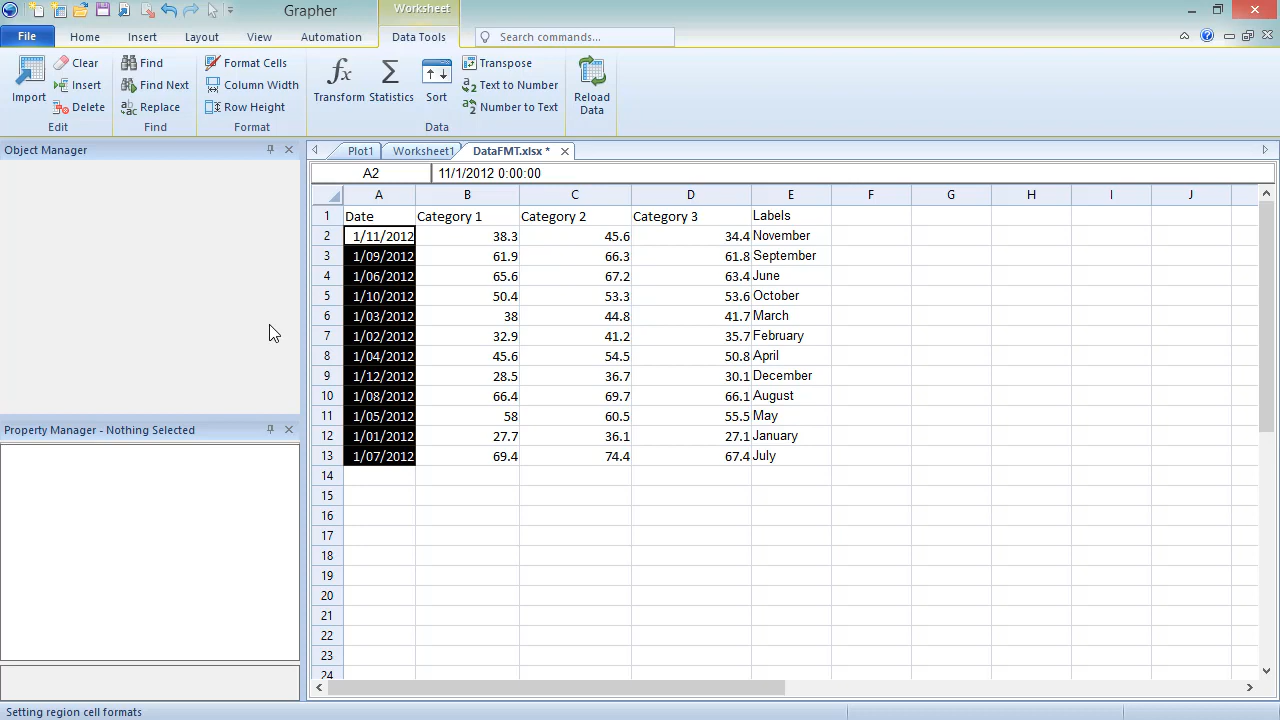 Grapher
Worksheet
File Home Insert Layout View Automation Data Tools Search commands...
Import Clear Insert Delete Edit
Find Find Next Replace Find
Format Cells Column Width Row Height Format
Transform Statistics Sort Transpose Text to Number Number to Text Data
Reload Data
Object Manager
Property Manager - Nothing Selected
Plot1 Worksheet1 DataFMT.xlsx *
A2 11/1/2012 0:00:00
A B C D E F G H I J
1 Date Category 1 Category 2 Category 3 Labels
2 1/11/2012 38.3 45.6 34.4 November
3 1/09/2012 61.9 66.3 61.8 September
4 1/06/2012 65.6 67.2 63.4 June
5 1/10/2012 50.4 53.3 53.6 October
6 1/03/2012 38 44.8 41.7 March
7 1/02/2012 32.9 41.2 35.7 February
8 1/04/2012 45.6 54.5 50.8 April
9 1/12/2012 28.5 36.7 30.1 December
10 1/08/2012 66.4 69.7 66.1 August
11 1/05/2012 58 60.5 55.5 May
12 1/01/2012 27.7 36.1 27.1 January
13 1/07/2012 69.4 74.4 67.4 July
14
15
16
17
18
19
20
21
22
23
24
Setting region cell formats